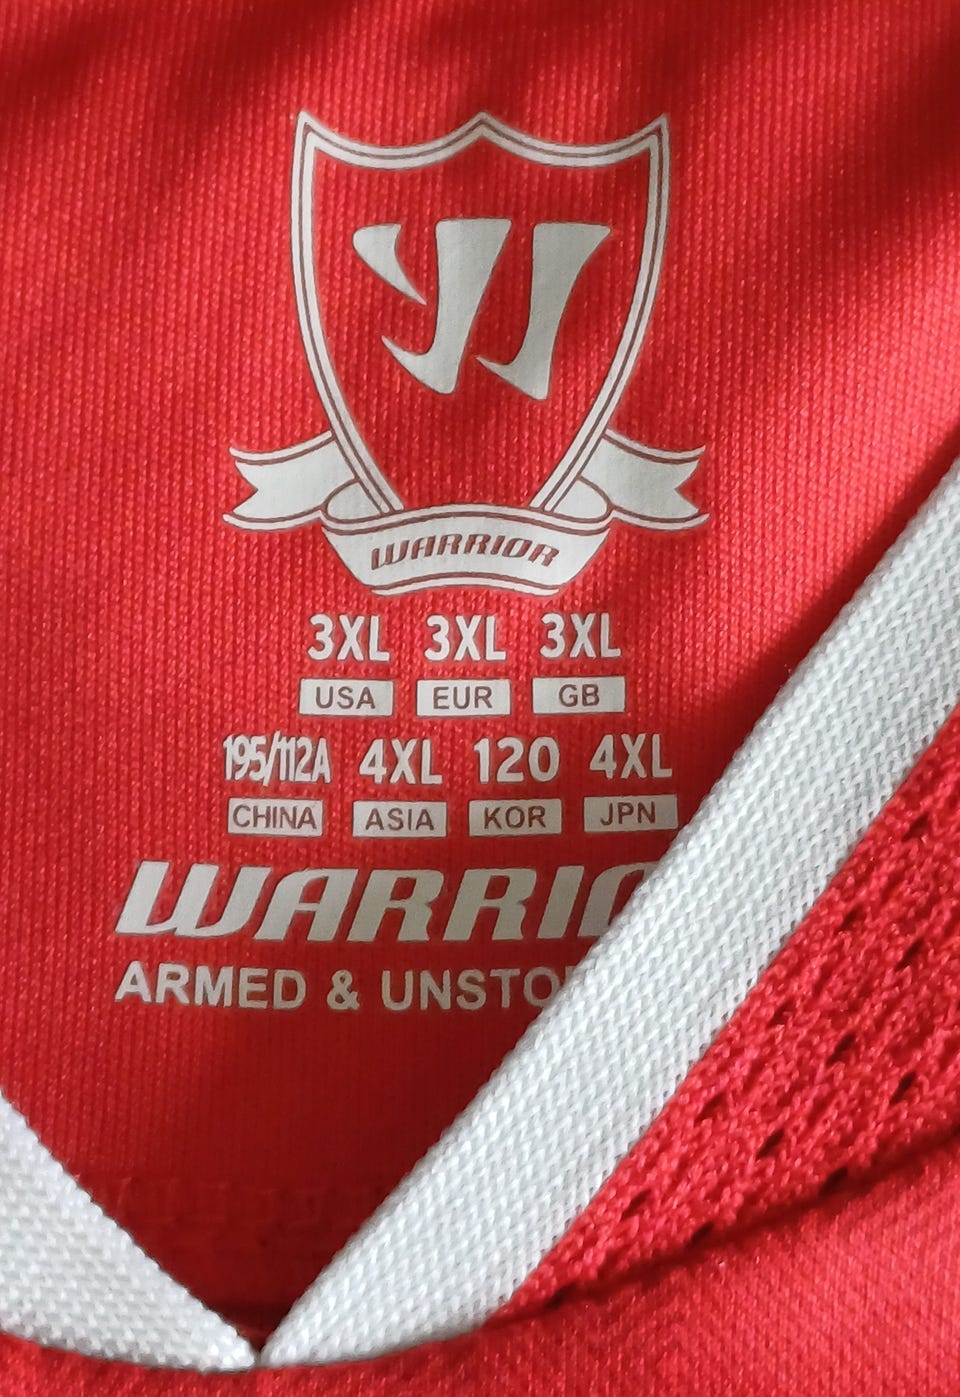 WARRIOR
3XL 3XL 3XL
USA EUR GB
195/112A 4XL 120 4XL
CHINA ASIA KOR JPN
WARRIO
ARMED & UNSTO